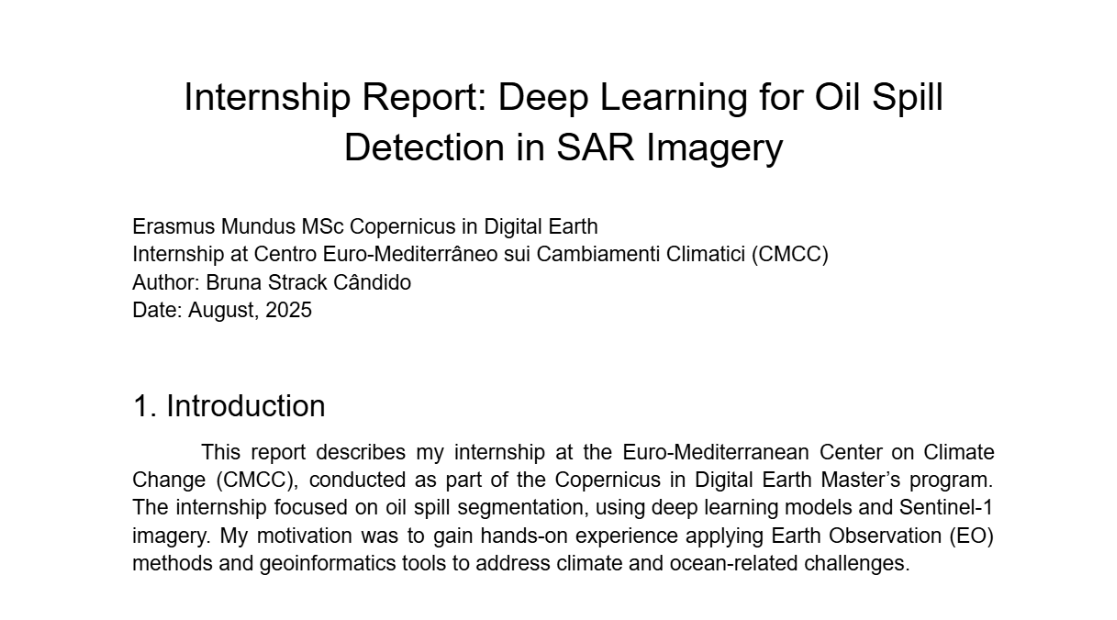 Internship Report: Deep Learning for Oil Spill
Detection in SAR Imagery
Erasmus Mundus MSc Copernicus in Digital Earth
Internship at Centro Euro-Mediterrâneo sui Cambiamenti Climatici (CMCC)
Author: Bruna Strack Cândido
Date: August, 2025
1. Introduction
This report describes my internship at the Euro-Mediterranean Center on Climate
Change (CMCC), conducted as part of the Copernicus in Digital Earth Master’s program.
The internship focused on oil spill segmentation, using deep learning models and Sentinel-1
imagery. My motivation was to gain hands-on experience applying Earth Observation (EO)
methods and geoinformatics tools to address climate and ocean-related challenges.